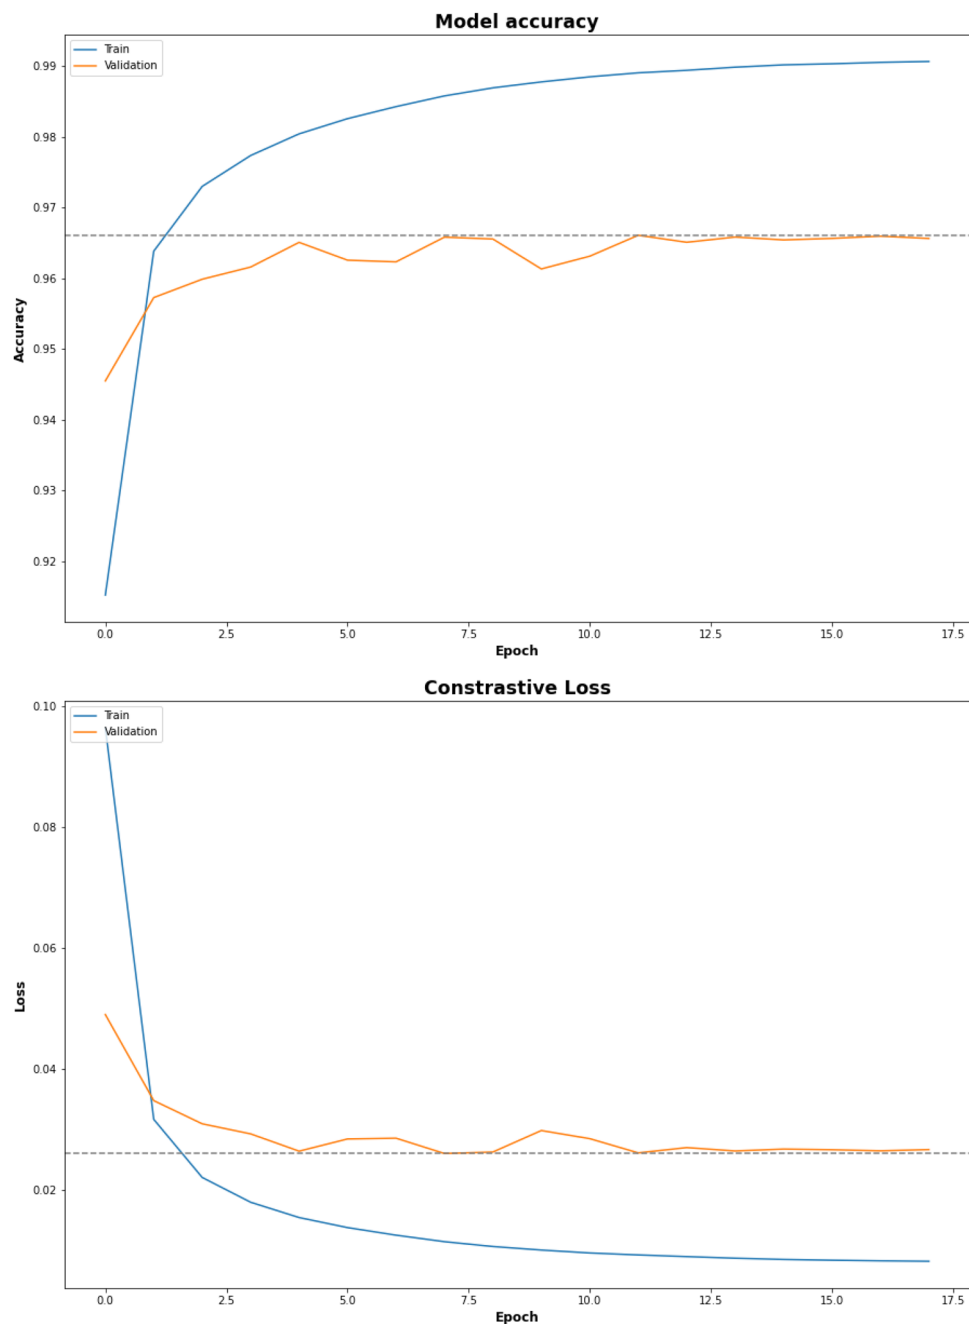 Model accuracy
Train
Validation
0.99
0.98
0.97
0.96
0.95
0.94
0.93
0.92
Accuracy
0.0 2.5 5.0 7.5 10.0 12.5 15.0 17.5
Epoch
Constrastive Loss
Train
Validation
0.10
0.08
0.06
0.04
0.02
Loss
0.0 2.5 5.0 7.5 10.0 12.5 15.0 17.5
Epoch